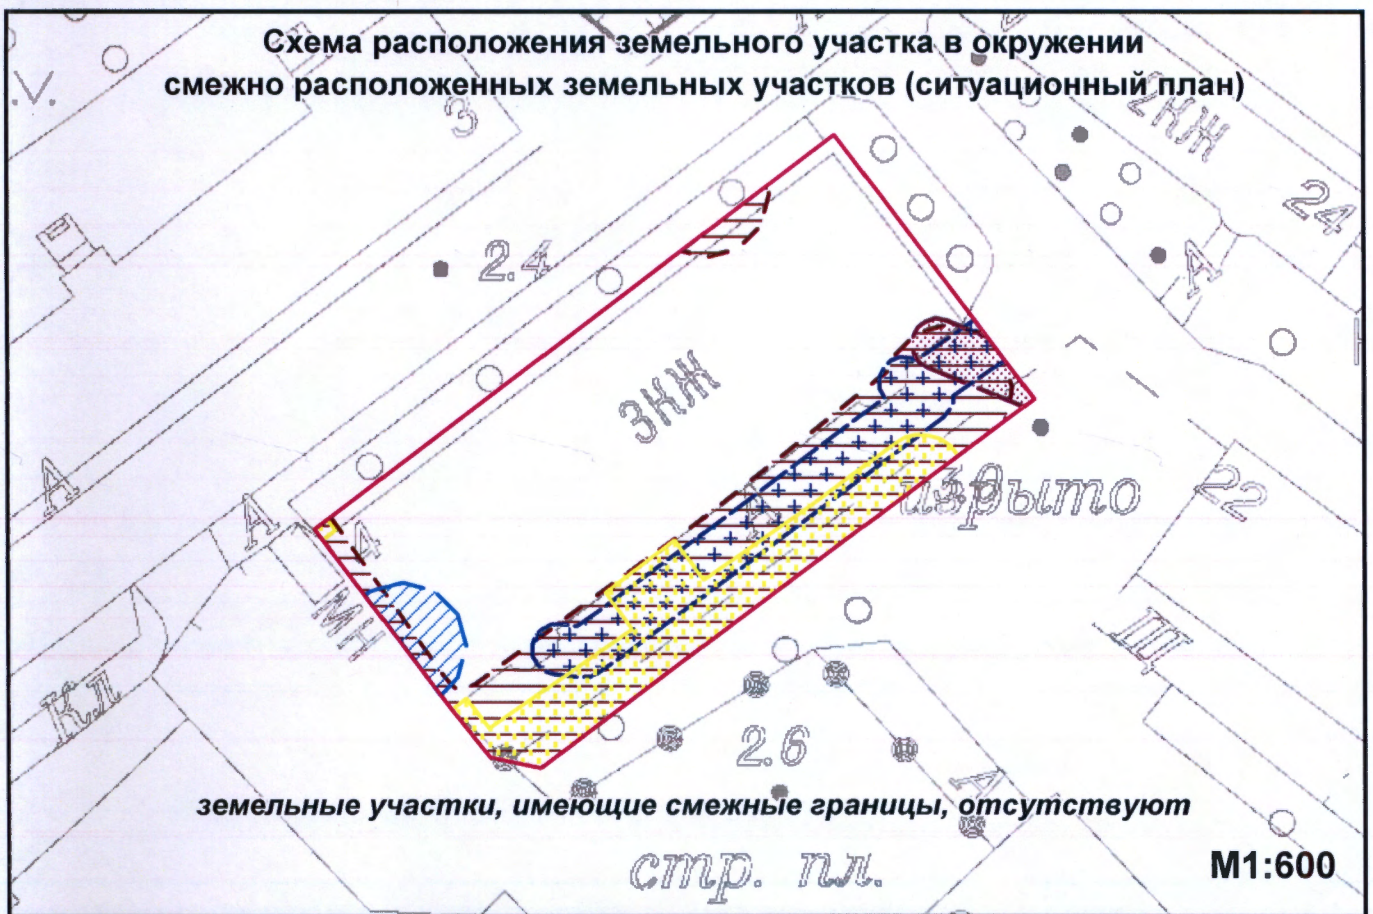 Схема расположения земельного участка в окружении
смежно расположенных земельных участков (ситуационный план)
3
2КЖ
24
А
2.4
3КЖ
А
А
4
изрыто
22
МН
Кл
2.6
А
земельные участки, имеющие смежные границы, отсутствуют
стр. пл.
М1:600